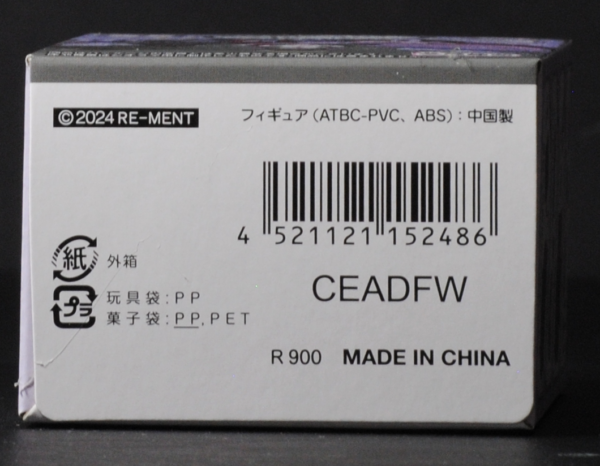 ©2024 RE-MENT
フィギュア(ATBC-PVC、ABS):中国製
4 521121 152486
紙 外箱
プラ 玩具袋:PP
菓子袋:PP,PET
CEADFW
R 900 MADE IN CHINA